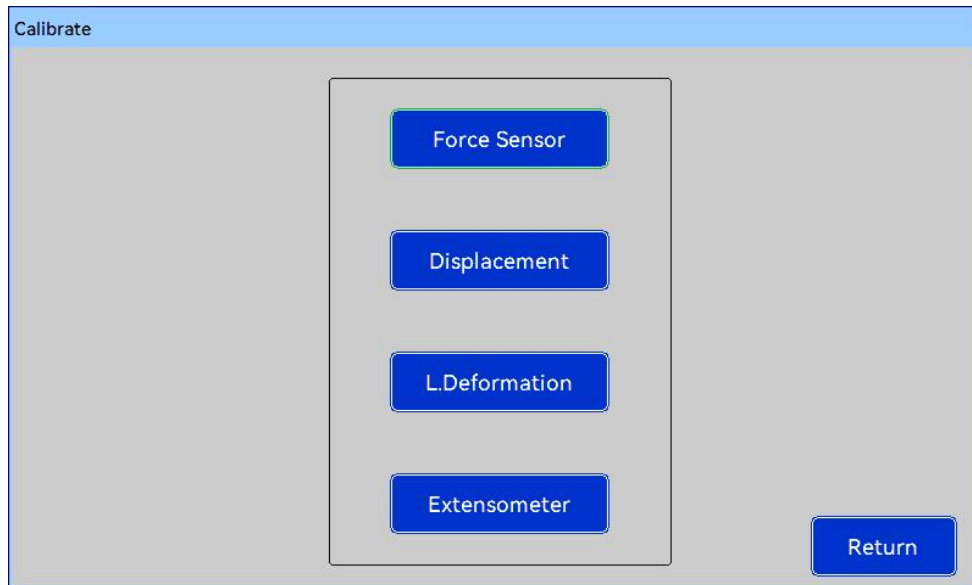 Calibrate
Force Sensor
Displacement
L.Deformation
Extensometer
Return